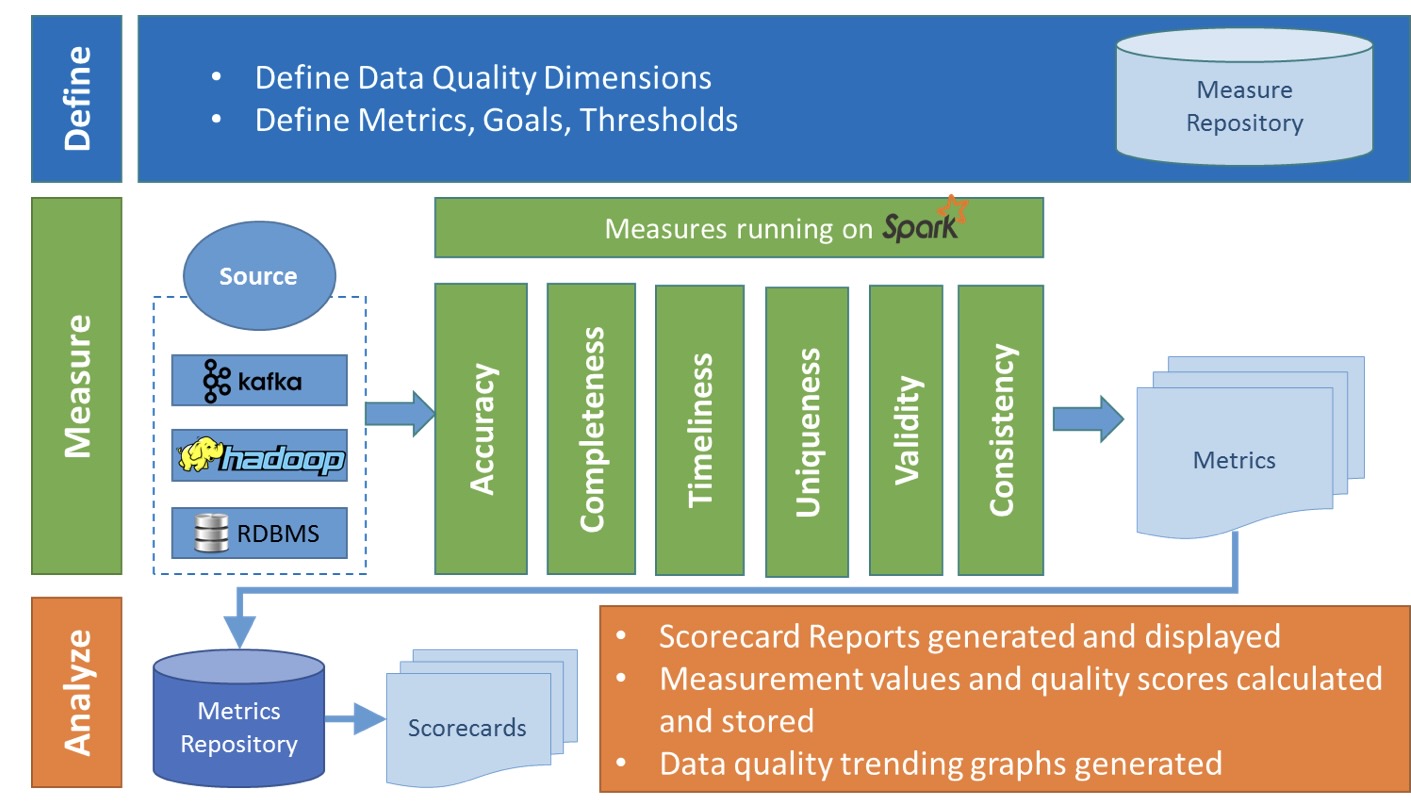 Define
• Define Data Quality Dimensions
• Define Metrics, Goals, Thresholds
Measure
Repository
Measure
Source
kafka
hadoop
RDBMS
Measures running on Spark
Accuracy
Completeness
Timeliness
Uniqueness
Validity
Consistency
Metrics
Analyze
Metrics
Repository
Scorecards
• Scorecard Reports generated and displayed
• Measurement values and quality scores calculated
and stored
• Data quality trending graphs generated